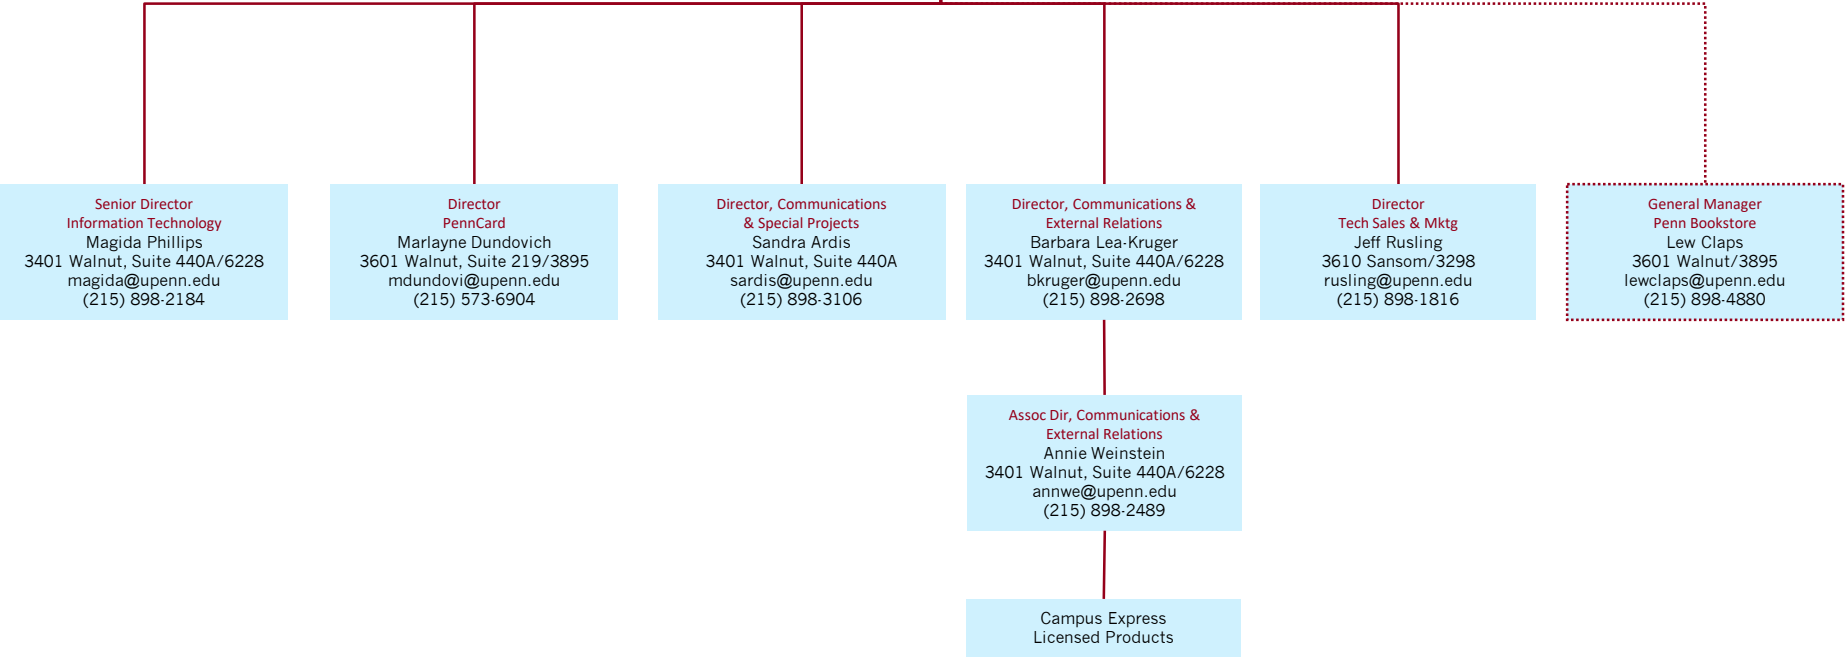 Senior Director
Information Technology
Magida Phillips
3401 Walnut, Suite 440A/6228
magida@upenn.edu
(215) 898-2184
Director
PennCard
Marlayne Dundovich
3601 Walnut, Suite 219/3895
mdundovi@upenn.edu
(215) 573-6904
Director, Communications
& Special Projects
Sandra Ardis
3401 Walnut, Suite 440A
sardis@upenn.edu
(215) 898-3106
Director, Communications &
External Relations
Barbara Lea-Kruger
3401 Walnut, Suite 440A/6228
bkruger@upenn.edu
(215) 898-2698
Director
Tech Sales & Mktg
Jeff Rusling
3610 Sansom/3298
rusling@upenn.edu
(215) 898-1816
General Manager
Penn Bookstore
Lew Claps
3601 Walnut/3895
lewclaps@upenn.edu
(215) 898-4880
Assoc Dir, Communications &
External Relations
Annie Weinstein
3401 Walnut, Suite 440A/6228
annwe@upenn.edu
(215) 898-2489
Campus Express
Licensed Products